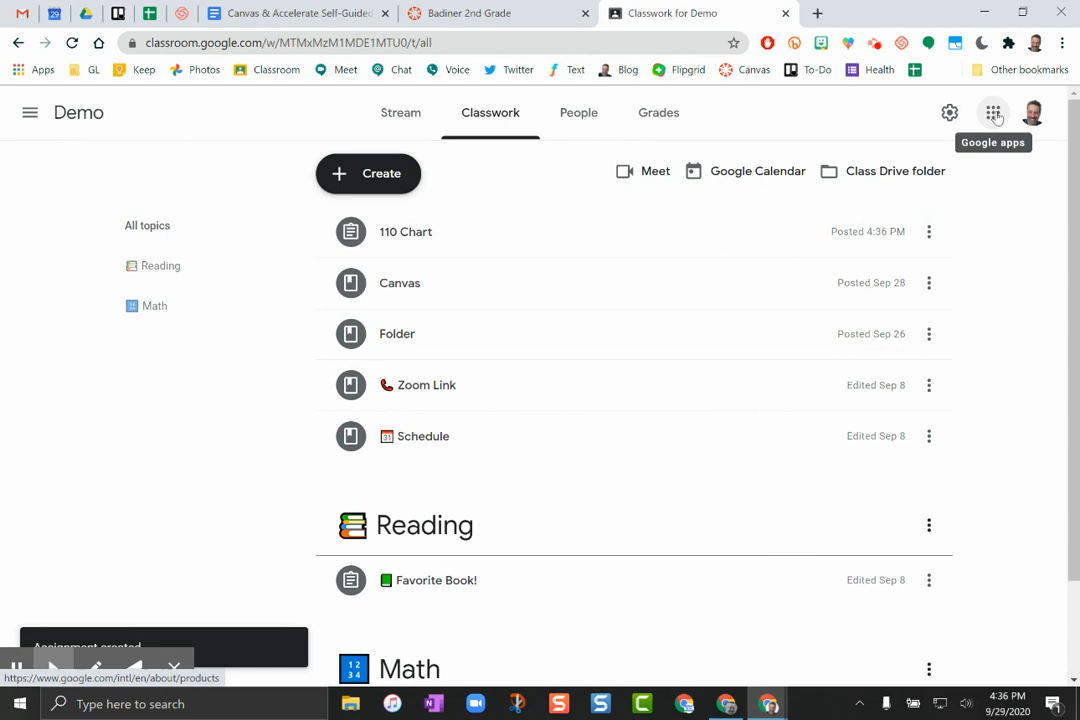 Canvas & Accelerate Self-Guided
Badiner 2nd Grade
Classwork for Demo
classroom.google.com/w/MTMxMzM1MDE1MTU0/t/all
Apps
GL
Keep
Photos
Classroom
Meet
Chat
Voice
Twitter
Text
Blog
Flipgrid
Canvas
To-Do
Health
Other bookmarks
Demo
Stream
Classwork
People
Grades
Google apps
Create
Meet
Google Calendar
Class Drive folder
All topics
Reading
Math
110 Chart
Posted 4:36 PM
Canvas
Posted Sep 28
Folder
Posted Sep 26
Zoom Link
Edited Sep 8
Schedule
Edited Sep 8
Reading
Favorite Book!
Edited Sep 8
Math
Assignment created
https://www.google.com/intl/en/about/products
Type here to search
4:36 PM
9/29/2020